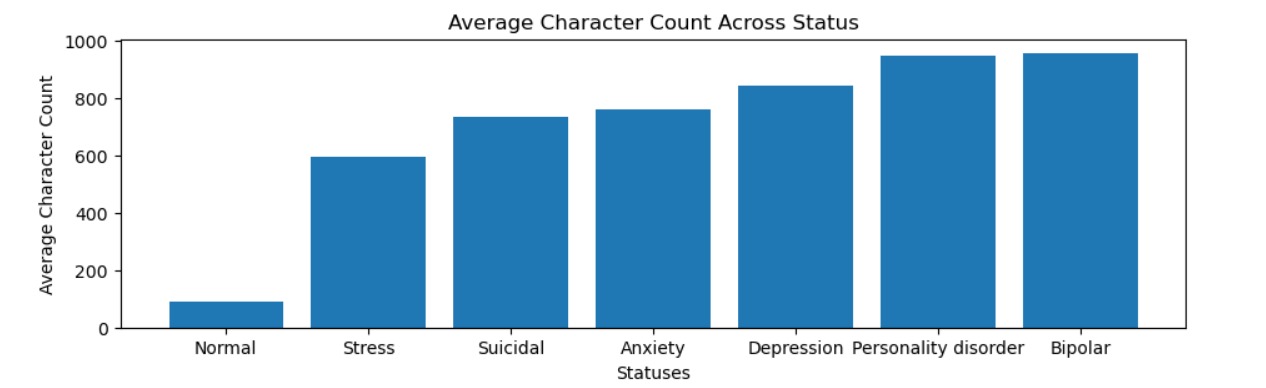 Average Character Count Across Status
Average Character Count
1000
800
600
400
200
0
Normal Stress Suicidal Anxiety Depression Personality disorder Bipolar
Statuses